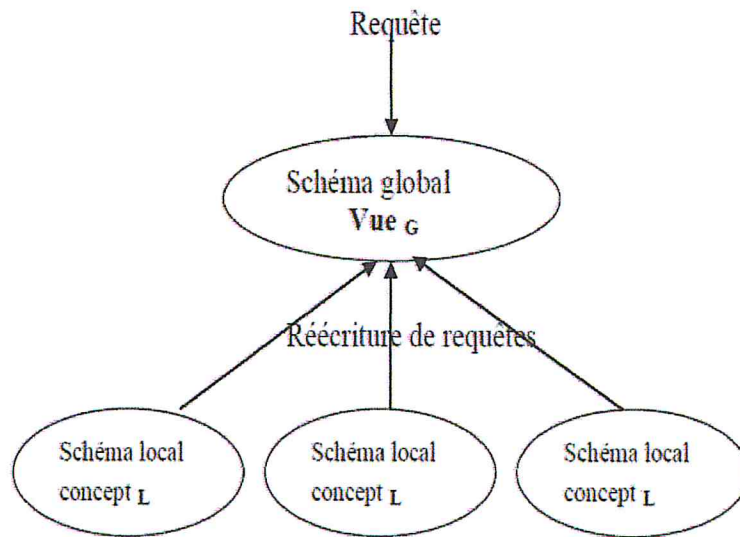 Requête
Schéma global
Vue G
Réécriture de requêtes
Schéma local
concept L
Schéma local
concept L
Schéma local
concept L